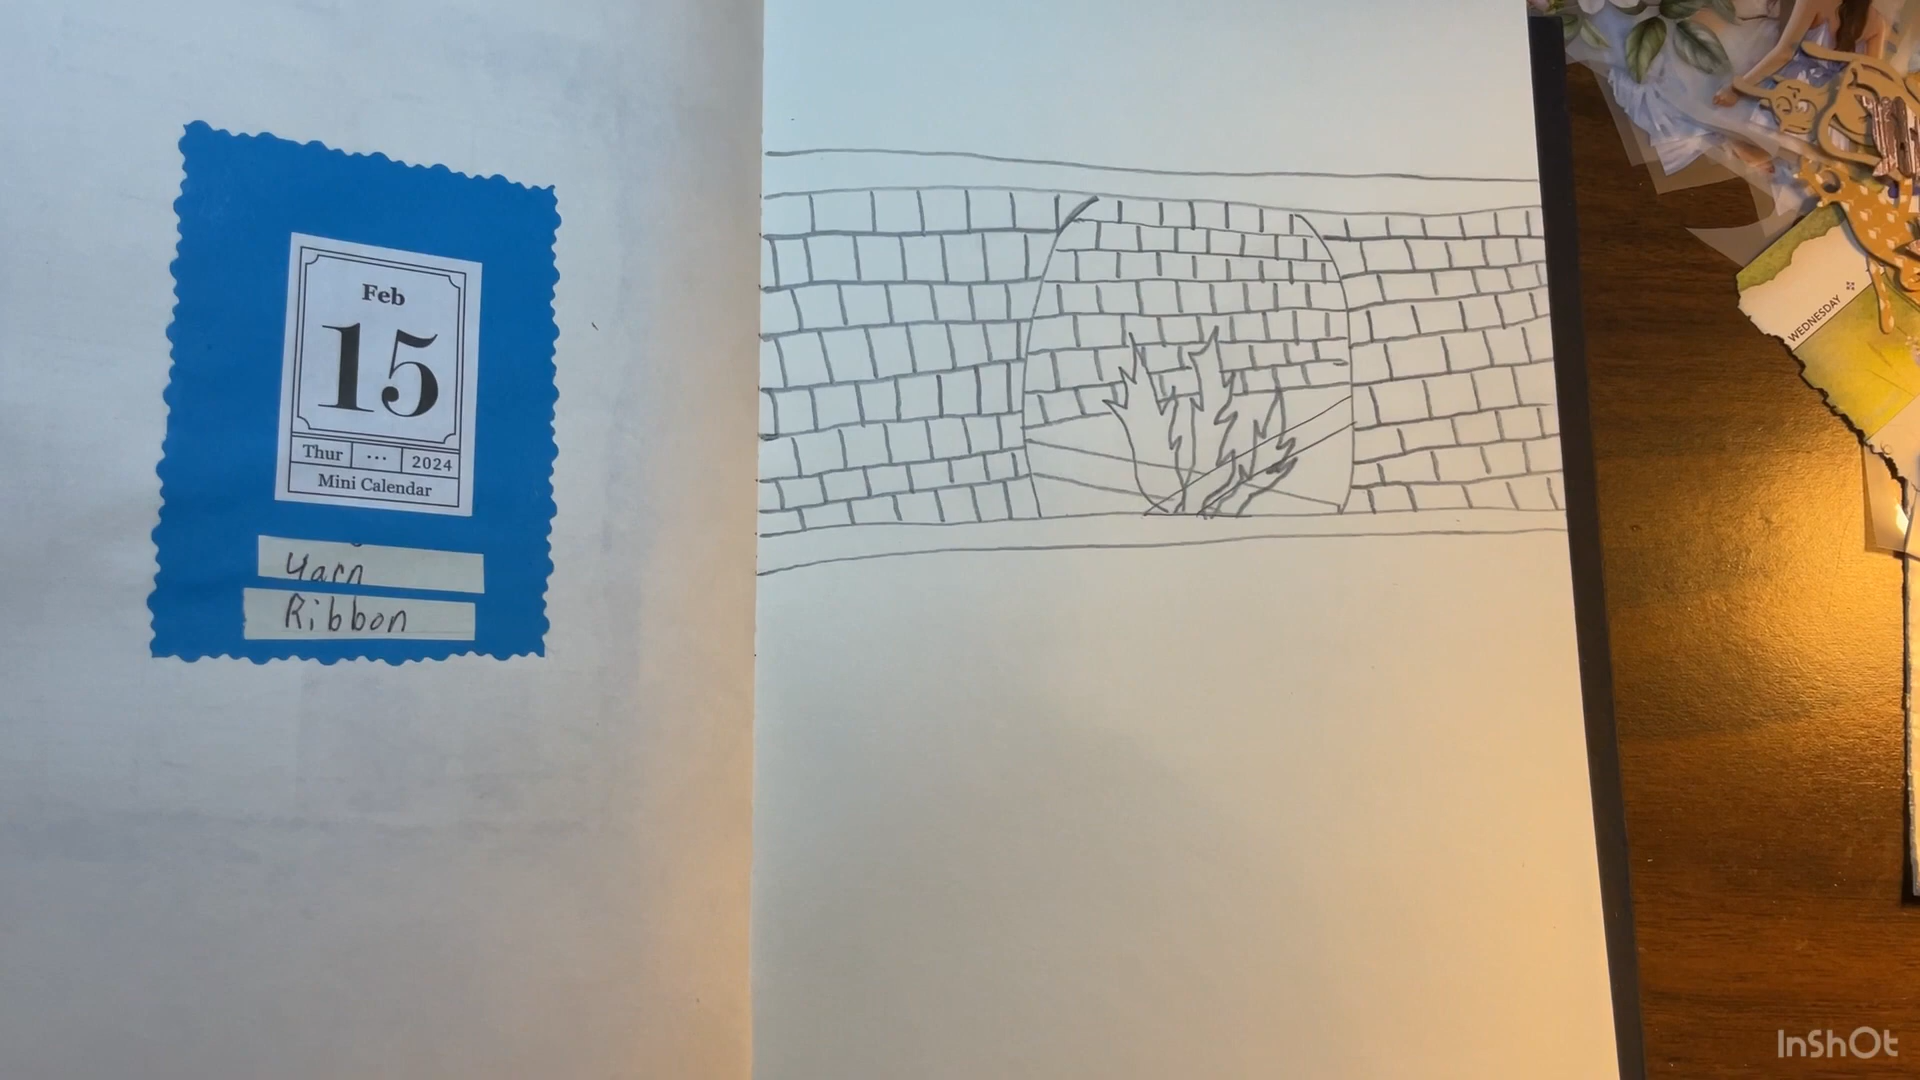 Feb
15
Thur ... 2024
Mini Calendar
Yarn
Ribbon
WEDNESDAY
InShOt